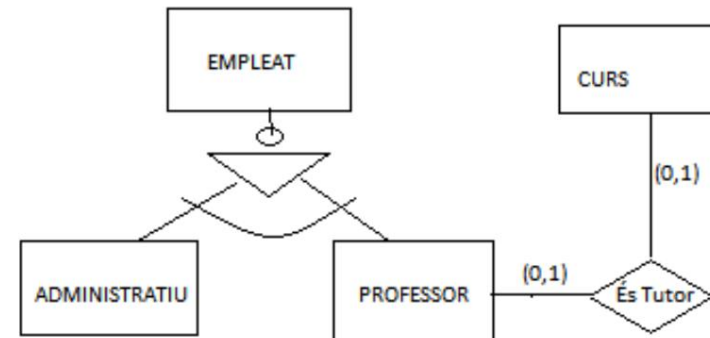 EMPLEAT
CURS
(0,1)
ADMINISTRATIU
PROFESSOR
(0,1)
És Tutor